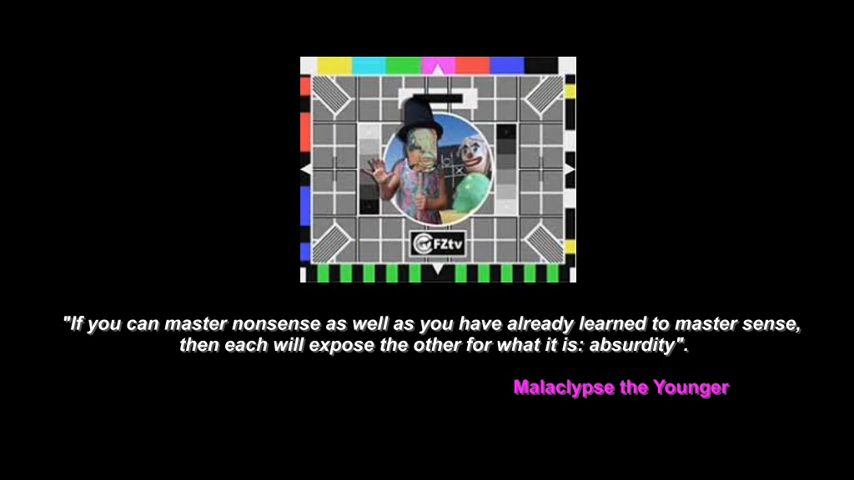 FZtv
"If you can master nonsense as well as you have already learned to master sense,
then each will expose the other for what it is: absurdity".
Malaclypse the Younger